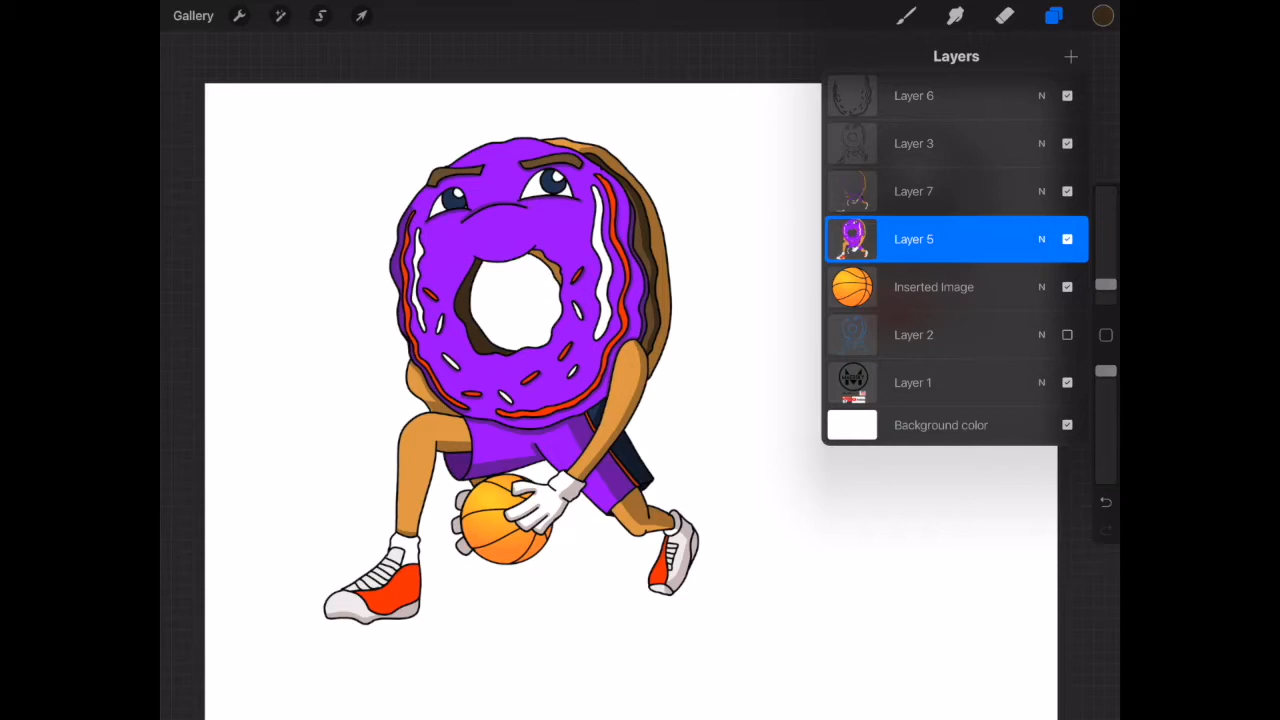 Gallery
Layers
Layer 6 N
Layer 3 N
Layer 7 N
Layer 5 N
Inserted Image N
Layer 2 N
Layer 1 N
Background color